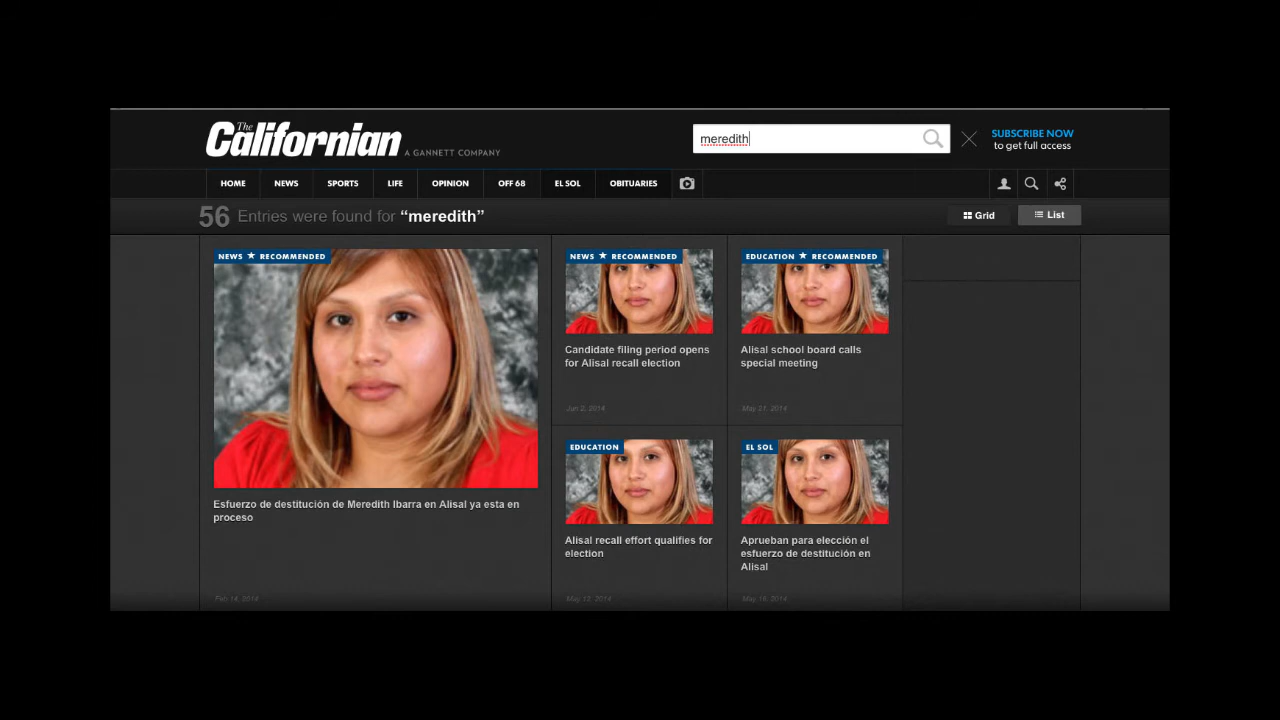 The
Californian
A GANNETT COMPANY
meredith
SUBSCRIBE NOW
to get full access
HOME NEWS SPORTS LIFE OPINION OFF 68 EL SOL OBITUARIES
56 Entries were found for “meredith”
Grid List
NEWS ★ RECOMMENDED
Esfuerzo de destitución de Meredith Ibarra en Alisal ya esta en
proceso
Feb 14, 2014
NEWS ★ RECOMMENDED
Candidate filing period opens
for Alisal recall election
Jun 2, 2014
EDUCATION ★ RECOMMENDED
Alisal school board calls
special meeting
May 21, 2014
EDUCATION
Alisal recall effort qualifies for
election
May 12, 2014
EL SOL
Aprueban para elección el
esfuerzo de destitución en
Alisal
May 16, 2014